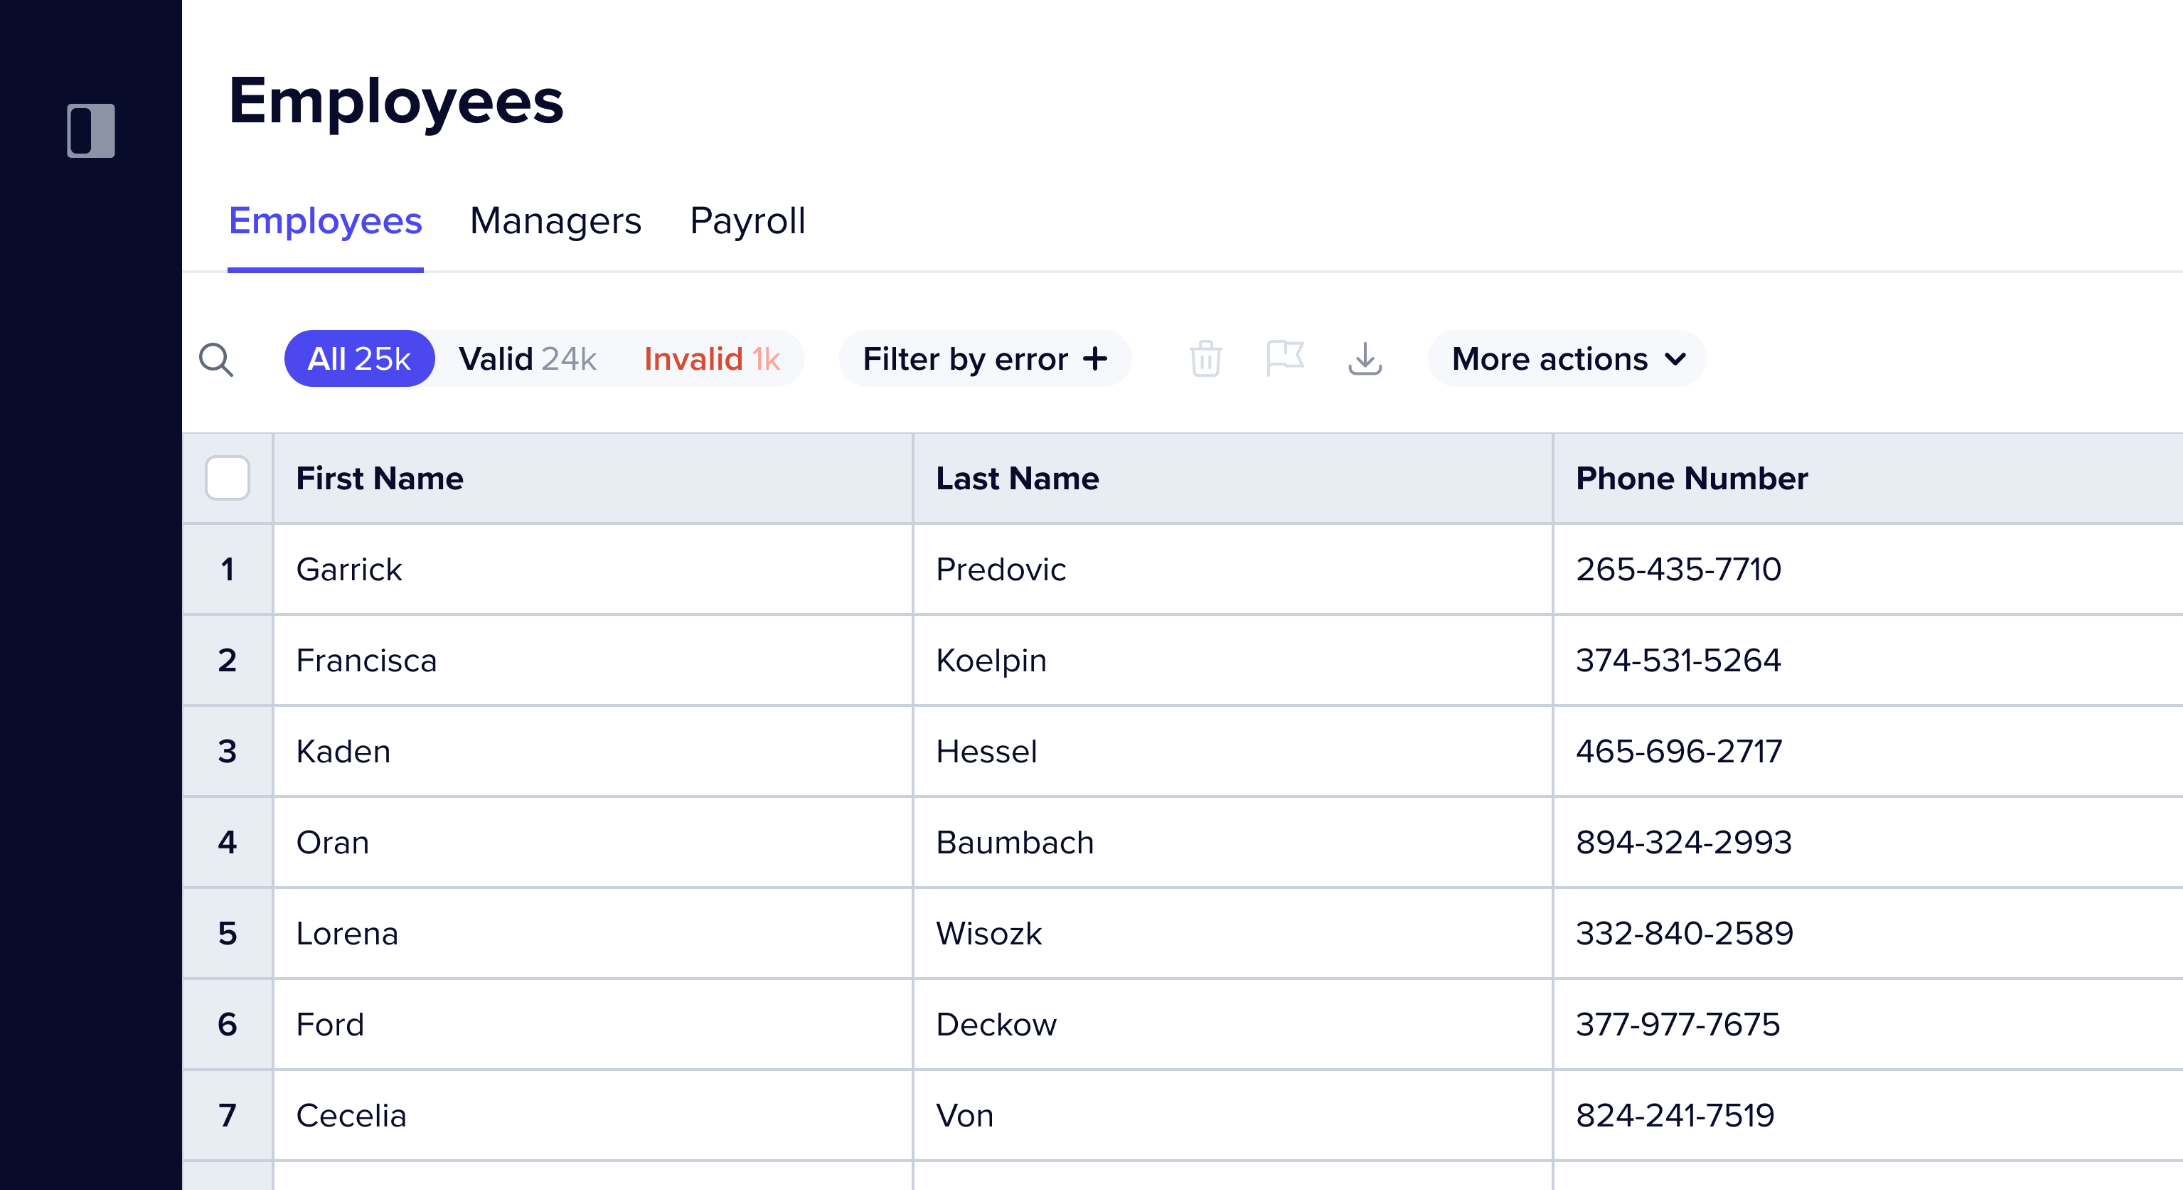 Employees
Employees Managers Payroll
All 25k Valid 24k Invalid 1k Filter by error + More actions
First Name Last Name Phone Number
1 Garrick Predovic 265-435-7710
2 Francisca Koelpin 374-531-5264
3 Kaden Hessel 465-696-2717
4 Oran Baumbach 894-324-2993
5 Lorena Wisozk 332-840-2589
6 Ford Deckow 377-977-7675
7 Cecelia Von 824-241-7519